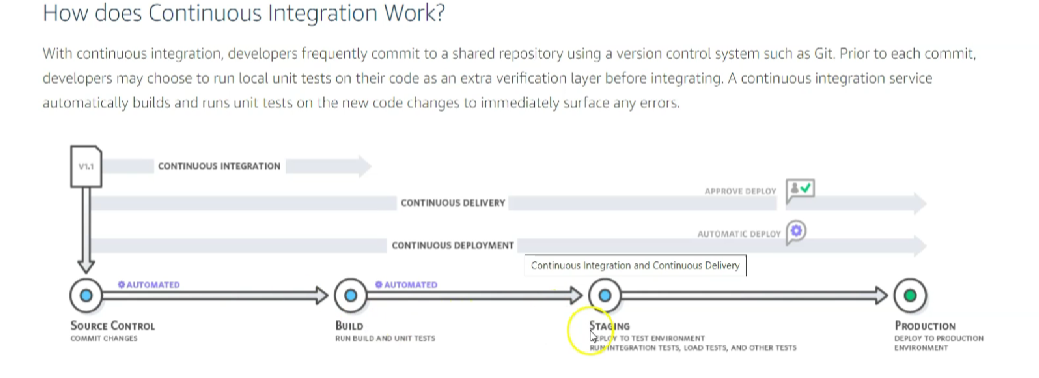 How does Continuous Integration Work?
With continuous integration, developers frequently commit to a shared repository using a version control system such as Git. Prior to each commit,
developers may choose to run local unit tests on their code as an extra verification layer before integrating. A continuous integration service
automatically builds and runs unit tests on the new code changes to immediately surface any errors.
V1.1
CONTINUOUS INTEGRATION
CONTINUOUS DELIVERY
APPROVE DEPLOY
CONTINUOUS DEPLOYMENT
AUTOMATIC DEPLOY
Continuous Integration and Continuous Delivery
AUTOMATED
AUTOMATED
SOURCE CONTROL
COMMIT CHANGES
BUILD
RUN BUILD AND UNIT TESTS
STAGING
DEPLOY TO TEST ENVIRONMENT
RUN INTEGRATION TESTS, LOAD TESTS, AND OTHER TESTS
PRODUCTION
DEPLOY TO PRODUCTION
ENVIRONMENT